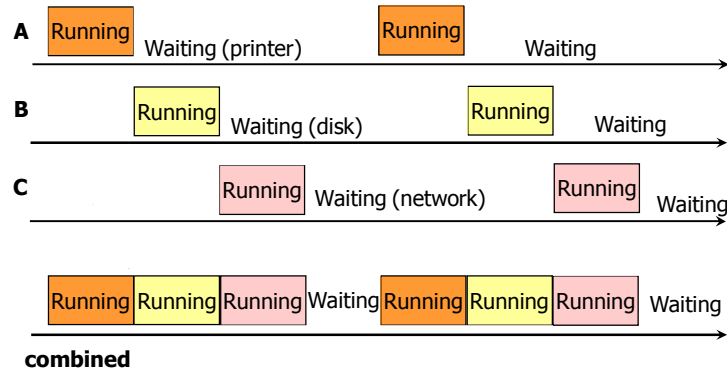 A Running Waiting (printer) Running Waiting
B Running Waiting (disk) Running Waiting
C Running Waiting (network) Running Waiting
Running Running Running Waiting Running Running Running Waiting
combined